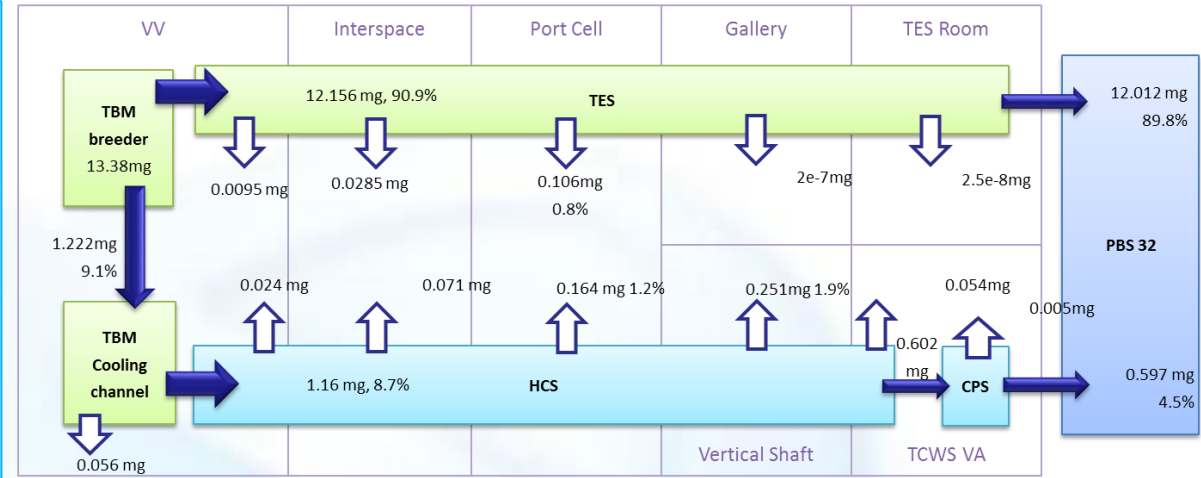 VV
Interspace
Port Cell
Gallery
TES Room
TBM
breeder
13.38mg
12.156 mg, 90.9%
TES
12.012 mg
89.8%
0.0095 mg
0.0285 mg
0.106mg
0.8%
2e-7mg
2.5e-8mg
1.222mg
9.1%
PBS 32
0.024 mg
0.071 mg
0.164 mg 1.2%
0.251mg 1.9%
0.054mg
0.005mg
TBM
Cooling
channel
1.16 mg, 8.7%
HCS
0.602
mg
CPS
0.597 mg
4.5%
0.056 mg
Vertical Shaft
TCWS VA